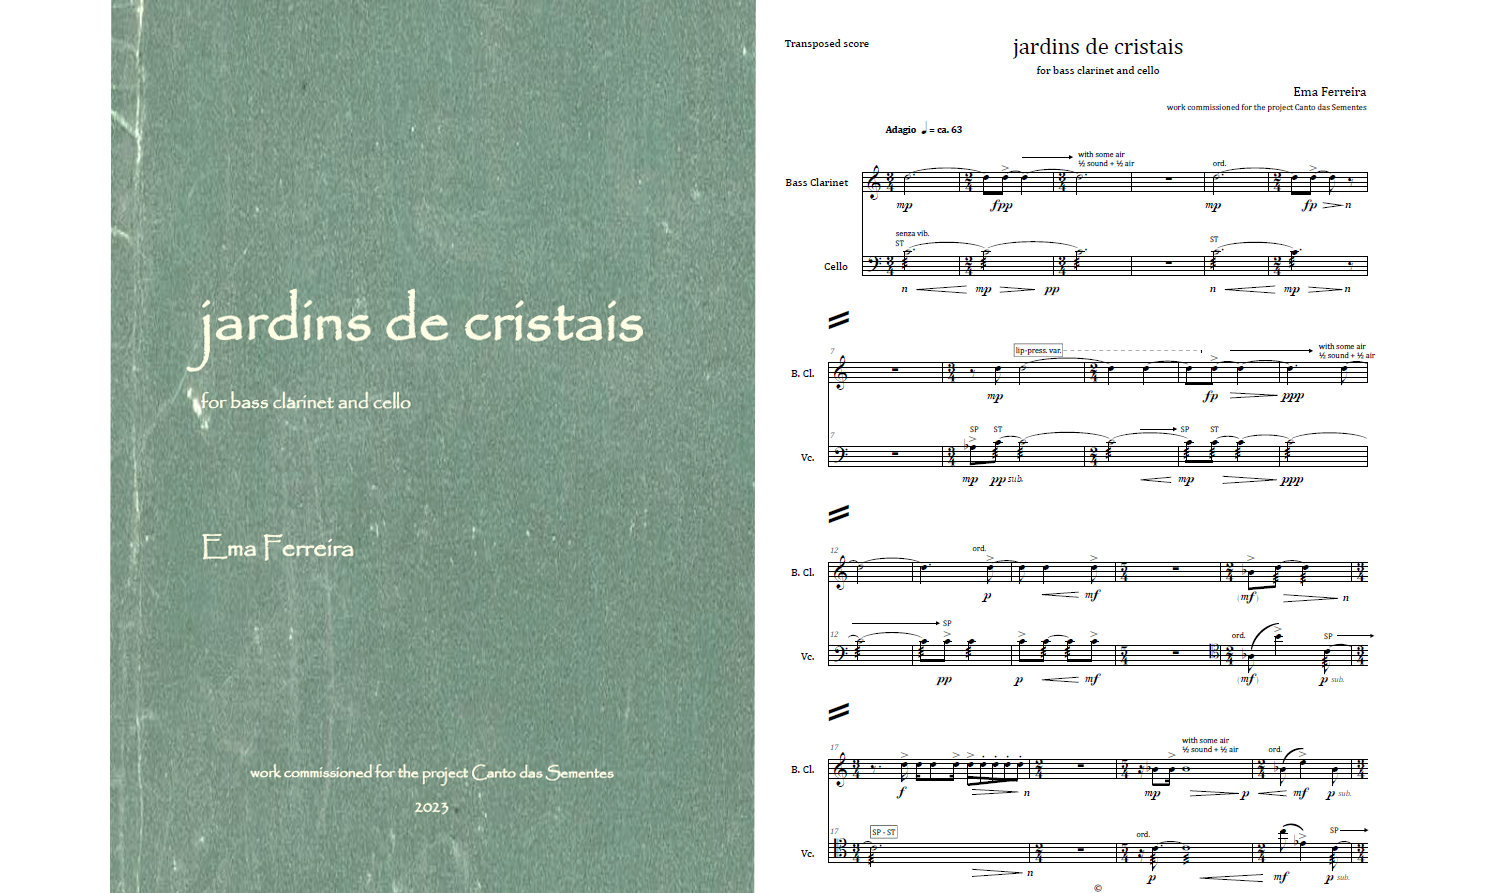 jardins de cristais
for bass clarinet and cello
Ema Ferreira
work commissioned for the project Canto das Sementes
2023
Transposed score
jardins de cristais
for bass clarinet and cello
Ema Ferreira
work commissioned for the project Canto das Sementes
Adagio ♩ = ca. 63
with some air
½ sound + ½ air
ord.
Bass Clarinet
mp fpp mp fp n
senza vib.
ST ST
Cello
n mp pp n mp n
7 lip-press. var. with some air
½ sound + ½ air
B. Cl.
mp fp ppp
7 SP ST SP ST
Vc.
mp pp sub. mp ppp
12 ord.
B. Cl.
p mf (mf) n
12 SP ord. SP
Vc.
pp p mf (mf) p sub.
17 with some air
½ sound + ½ air ord.
B. Cl.
f n mp p mf p sub.
17 SP - ST ord. SP
Vc.
n p mf p sub.
©